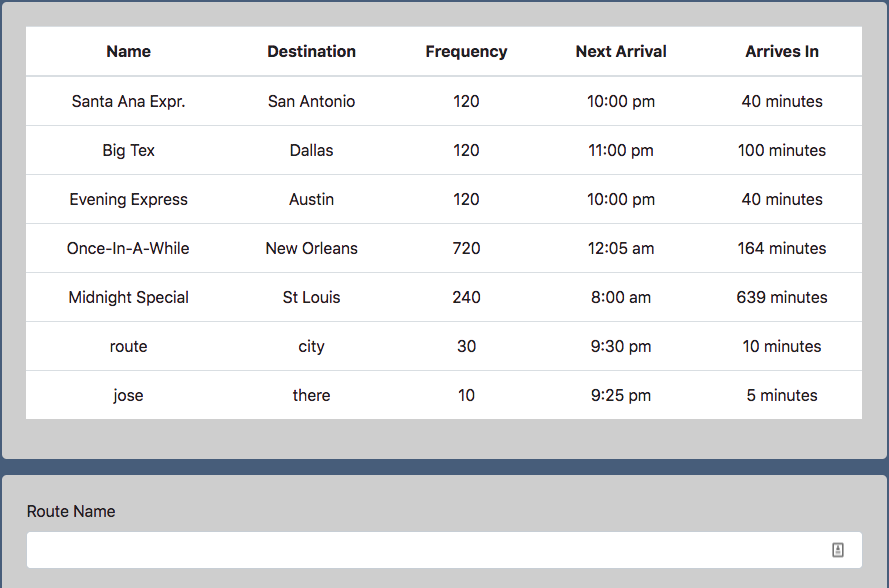 Name Destination Frequency Next Arrival Arrives In
Santa Ana Expr. San Antonio 120 10:00 pm 40 minutes
Big Tex Dallas 120 11:00 pm 100 minutes
Evening Express Austin 120 10:00 pm 40 minutes
Once-In-A-While New Orleans 720 12:05 am 164 minutes
Midnight Special St Louis 240 8:00 am 639 minutes
route city 30 9:30 pm 10 minutes
jose there 10 9:25 pm 5 minutes
Route Name